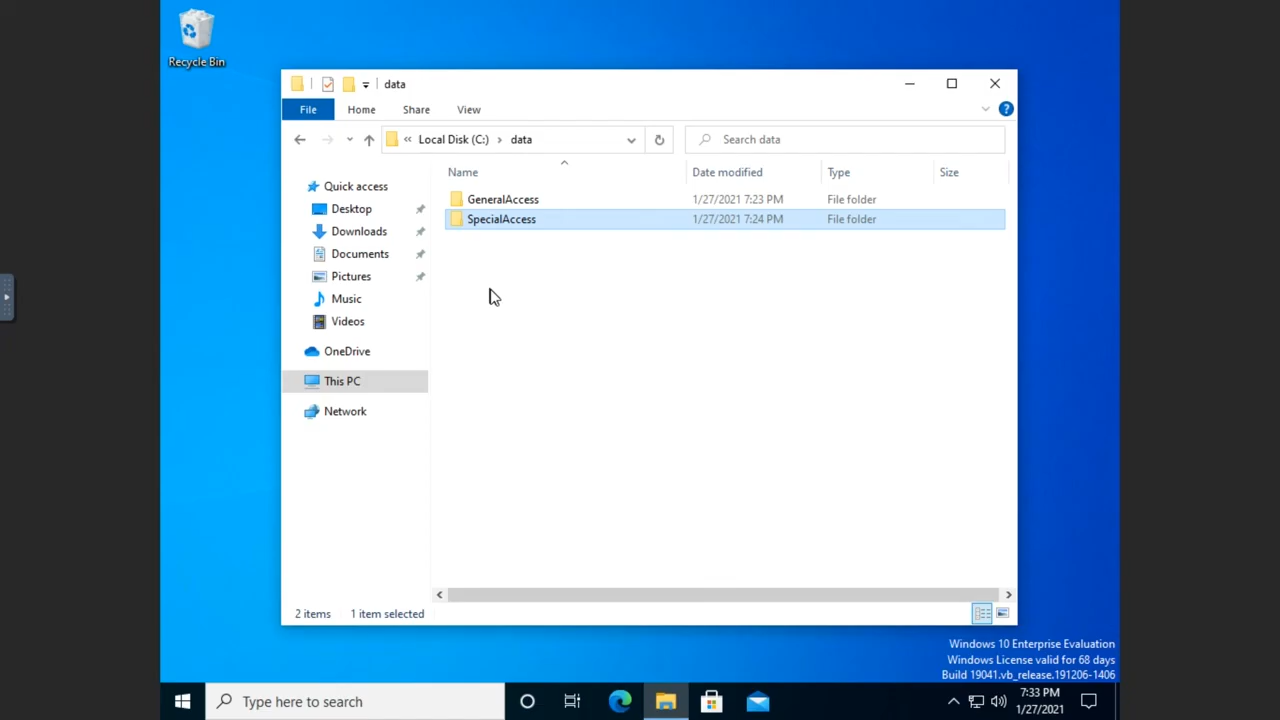 Recycle Bin
data
File Home Share View
« Local Disk (C:) › data
Search data
Name Date modified Type Size
Quick access
Desktop
Downloads
Documents
Pictures
Music
Videos
OneDrive
This PC
Network
GeneralAccess 1/27/2021 7:23 PM File folder
SpecialAccess 1/27/2021 7:24 PM File folder
2 items 1 item selected
Windows 10 Enterprise Evaluation
Windows License valid for 68 days
Build 19041.vb_release.191206-1406
Type here to search
7:33 PM
1/27/2021